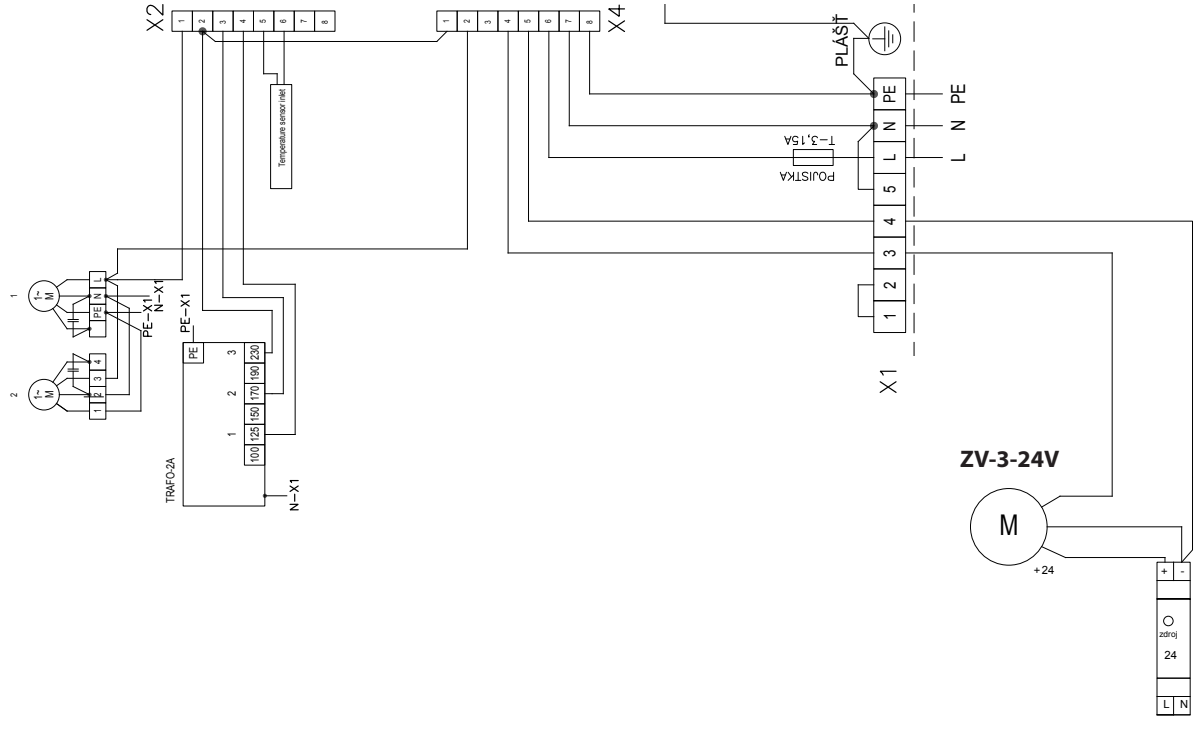 X2
1 2 3 4 5 6 7 8
1 2 3 4 5 6 7 8
X4
Temperature sensor inlet
PLÁŠŤ
PE
PE
N
N
T-3,15A
POJISTKA
L
L
5
4
3
2
1
X1
1
1~
M
L
N
PE
PE-X1
N-X1
2
1~
M
4
3
2
1
TRAFO-2A
PE
PE-X1
3
2
1
230
190
170
150
125
100
N-X1
ZV-3-24V
M
+24
+ -
zdroj
24
L N